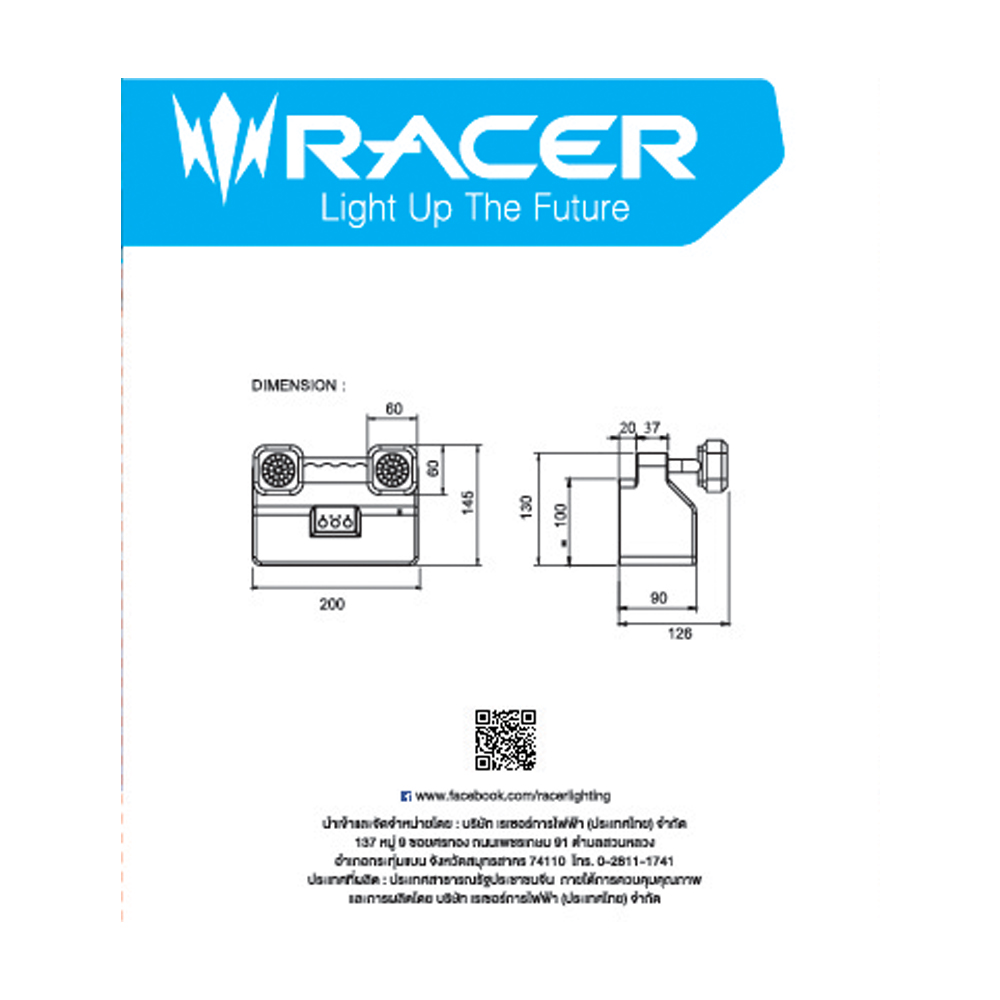 RACER
Light Up The Future
DIMENSION :
60
60
145
200
20 37
130
100
90
126
www.facebook.com/racerlighting
นำเข้าและจัดจำหน่ายโดย : บริษัท เรเซอร์การไฟฟ้า (ประเทศไทย) จำกัด
137 หมู่ 9 ซอยศรทอง ถนนเพชรเกษม 91 ตำบลสวนหลวง
อำเภอกระทุ่มแบน จังหวัดสมุทรสาคร 74110 โทร. 0-2811-1741
ประเทศที่ผลิต : ประเทศสาธารณรัฐประชาชนจีน ภายใต้การควบคุมคุณภาพ
และการผลิตโดย บริษัท เรเซอร์การไฟฟ้า (ประเทศไทย) จำกัด